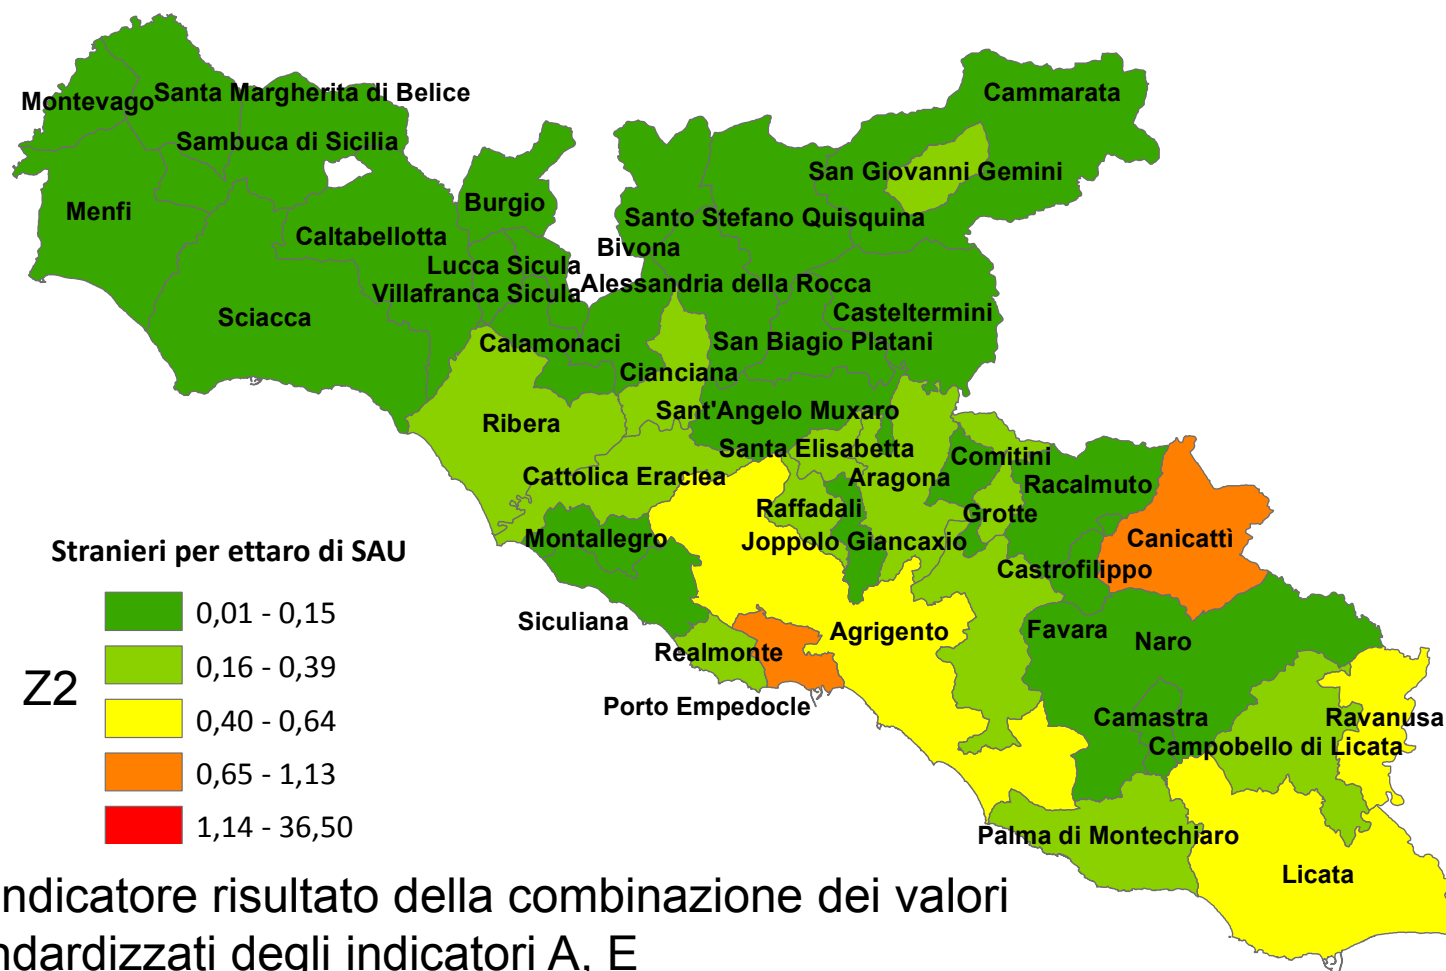 Cammarata
Montevago
Santa Margherita di Belice
Sambuca di Sicilia
San Giovanni Gemini
Menfi
Burgio
Santo Stefano Quisquina
Caltabellotta
Bivona
Lucca Sicula
Alessandria della Rocca
Villafranca Sicula
Sciacca
Casteltermini
Calamonaci
San Biagio Platani
Cianciana
Ribera
Sant'Angelo Muxaro
Santa Elisabetta
Comitini
Cattolica Eraclea
Aragona
Racalmuto
Raffadali
Grotte
Montallegro
Joppolo Giancaxio
Canicattì
Castrofilippo
Siculiana
Agrigento
Favara
Naro
Realmonte
Porto Empedocle
Camastra
Ravanusa
Campobello di Licata
Palma di Montechiaro
Licata
Stranieri per ettaro di SAU
Z2
0,01 - 0,15
0,16 - 0,39
0,40 - 0,64
0,65 - 1,13
1,14 - 36,50
ndicatore risultato della combinazione dei valori
ndardizzati degli indicatori A, E